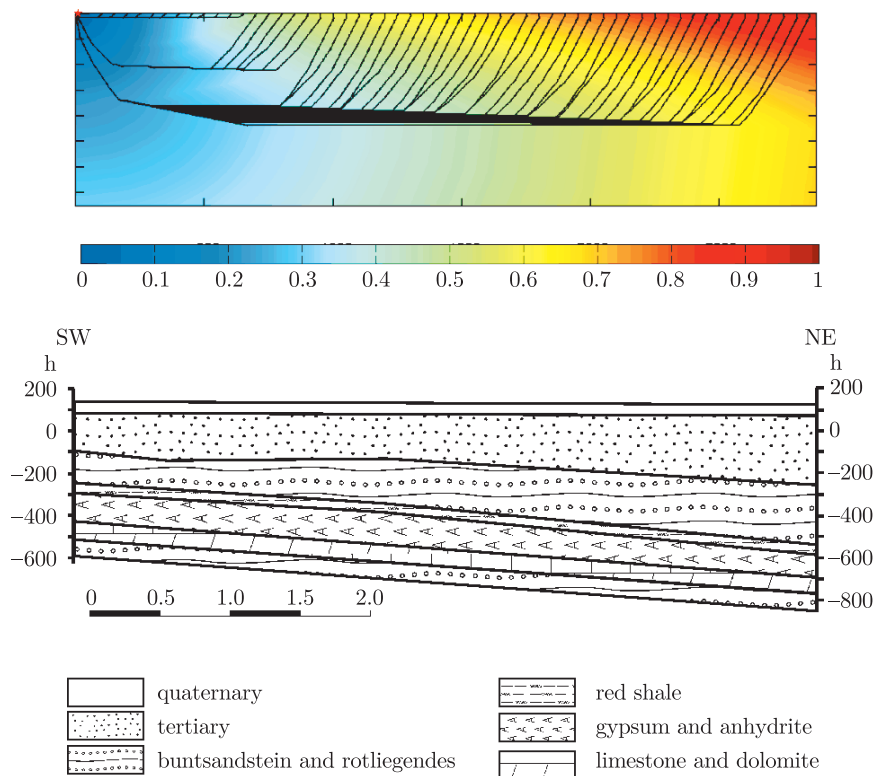 0 0.1 0.2 0.3 0.4 0.5 0.6 0.7 0.8 0.9 1
SW NE
h h
200 200
0 0
−200 −200
−400 −400
−600 −600
−800
0 0.5 1.0 1.5 2.0
quaternary red shale
tertiary gypsum and anhydrite
buntsandstein and rotliegendes limestone and dolomite